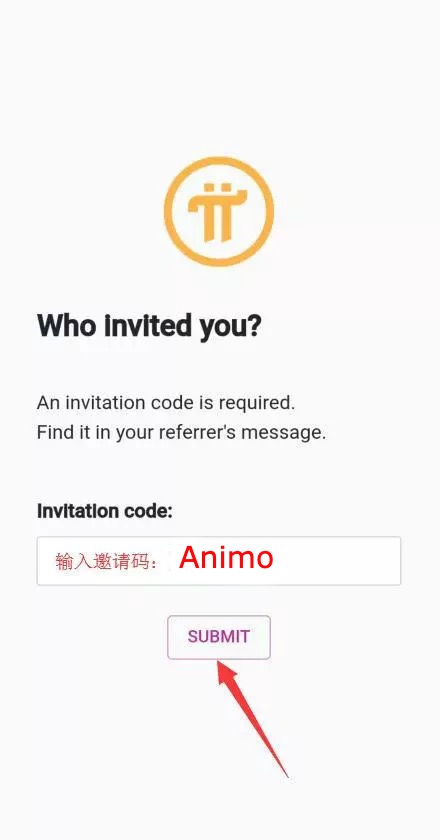 Who invited you?
An invitation code is required.
Find it in your referrer's message.
Invitation code:
输入邀请码： Animo
SUBMIT